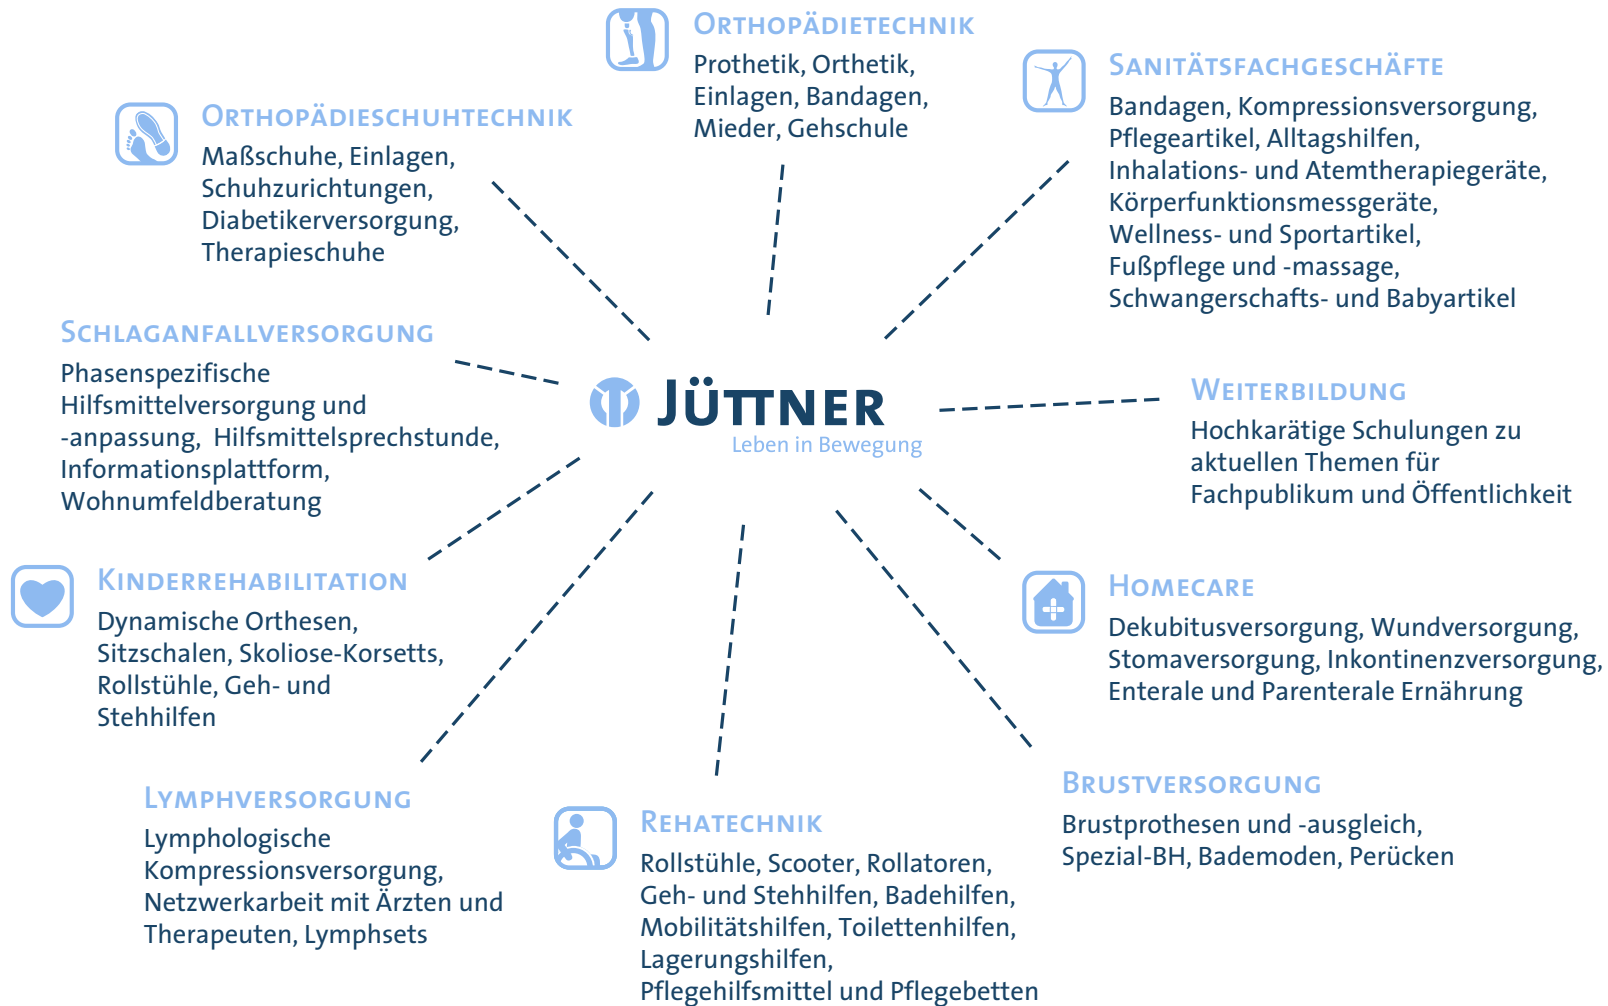 ORTHOPÄDIETECHNIK
Prothetik, Orthetik,
Einlagen, Bandagen,
Mieder, Gehschule
SANITÄTSFACHGESCHÄFTE
Bandagen, Kompressionsversorgung,
Pflegeartikel, Alltagshilfen,
Inhalations- und Atemtherapiegeräte,
Körperfunktionsmessgeräte,
Wellness- und Sportartikel,
Fußpflege und -massage,
Schwangerschafts- und Babyartikel
ORTHOPÄDIESCHUHTECHNIK
Maßschuhe, Einlagen,
Schuhzurichtungen,
Diabetikerversorgung,
Therapieschuhe
SCHLAGANFALLVERSORGUNG
Phasenspezifische
Hilfsmittelversorgung und
-anpassung, Hilfsmittelsprechstunde,
Informationsplattform,
Wohnumfeldberatung
JÜTTNER
Leben in Bewegung
WEITERBILDUNG
Hochkarätige Schulungen zu
aktuellen Themen für
Fachpublikum und Öffentlichkeit
KINDERREHABILITATION
Dynamische Orthesen,
Sitzschalen, Skoliose-Korsetts,
Rollstühle, Geh- und
Stehhilfen
HOMECARE
Dekubitusversorgung, Wundversorgung,
Stomaversorgung, Inkontinenzversorgung,
Enterale und Parenterale Ernährung
LYMPHVERSORGUNG
Lymphologische
Kompressionsversorgung,
Netzwerkarbeit mit Ärzten und
Therapeuten, Lymphsets
REHATECHNIK
Rollstühle, Scooter, Rollatoren,
Geh- und Stehhilfen, Badehilfen,
Mobilitätshilfen, Toilettenhilfen,
Lagerungshilfen,
Pflegehilfsmittel und Pflegebetten
BRUSTVERSORGUNG
Brustprothesen und -ausgleich,
Spezial-BH, Bademoden, Perücken